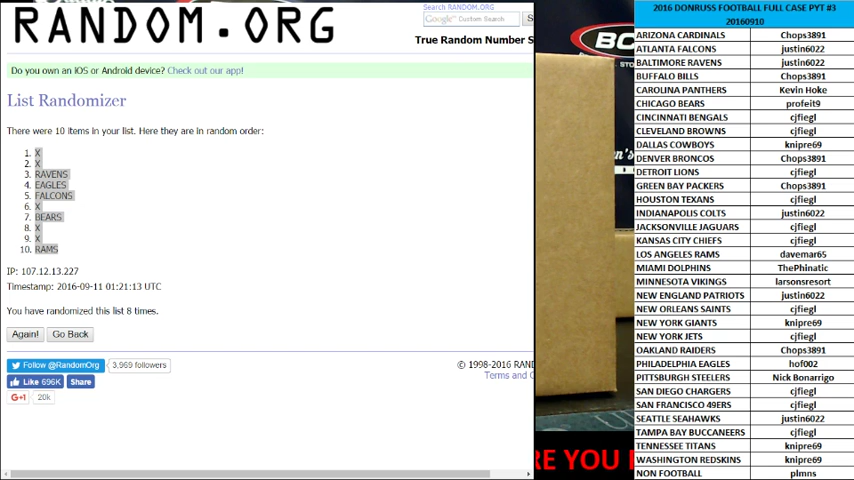 Search RANDOM.ORG
RANDOM.ORG
Google Custom Search
S
True Random Number S
Do you own an iOS or Android device? Check out our app!
List Randomizer
There were 10 items in your list. Here they are in random order:
1. X
2. X
3. RAVENS
4. EAGLES
5. FALCONS
6. X
7. BEARS
8. X
9. X
10. RAMS
IP: 107.12.13.227
Timestamp: 2016-09-11 01:21:13 UTC
You have randomized this list 8 times.
Again! Go Back
Follow @RandomOrg 3,969 followers
Like 696K Share
G+1 20k
© 1998-2016 RAND
Terms and C
BC
RE YOU
2016 DONRUSS FOOTBALL FULL CASE PYT #3
20160910
ARIZONA CARDINALS Chops3891
ATLANTA FALCONS justin6022
BALTIMORE RAVENS justin6022
BUFFALO BILLS Chops3891
CAROLINA PANTHERS Kevin Hoke
CHICAGO BEARS profeit9
CINCINNATI BENGALS cjfiegl
CLEVELAND BROWNS cjfiegl
DALLAS COWBOYS knipre69
DENVER BRONCOS Chops3891
DETROIT LIONS cjfiegl
GREEN BAY PACKERS Chops3891
HOUSTON TEXANS cjfiegl
INDIANAPOLIS COLTS justin6022
JACKSONVILLE JAGUARS cjfiegl
KANSAS CITY CHIEFS cjfiegl
LOS ANGELES RAMS davemar65
MIAMI DOLPHINS ThePhinatic
MINNESOTA VIKINGS larsonsresort
NEW ENGLAND PATRIOTS justin6022
NEW ORLEANS SAINTS cjfiegl
NEW YORK GIANTS knipre69
NEW YORK JETS cjfiegl
OAKLAND RAIDERS Chops3891
PHILADELPHIA EAGLES hof002
PITTSBURGH STEELERS Nick Bonarrigo
SAN DIEGO CHARGERS cjfiegl
SAN FRANCISCO 49ERS cjfiegl
SEATTLE SEAHAWKS justin6022
TAMPA BAY BUCCANEERS cjfiegl
TENNESSEE TITANS knipre69
WASHINGTON REDSKINS knipre69
NON FOOTBALL plmns